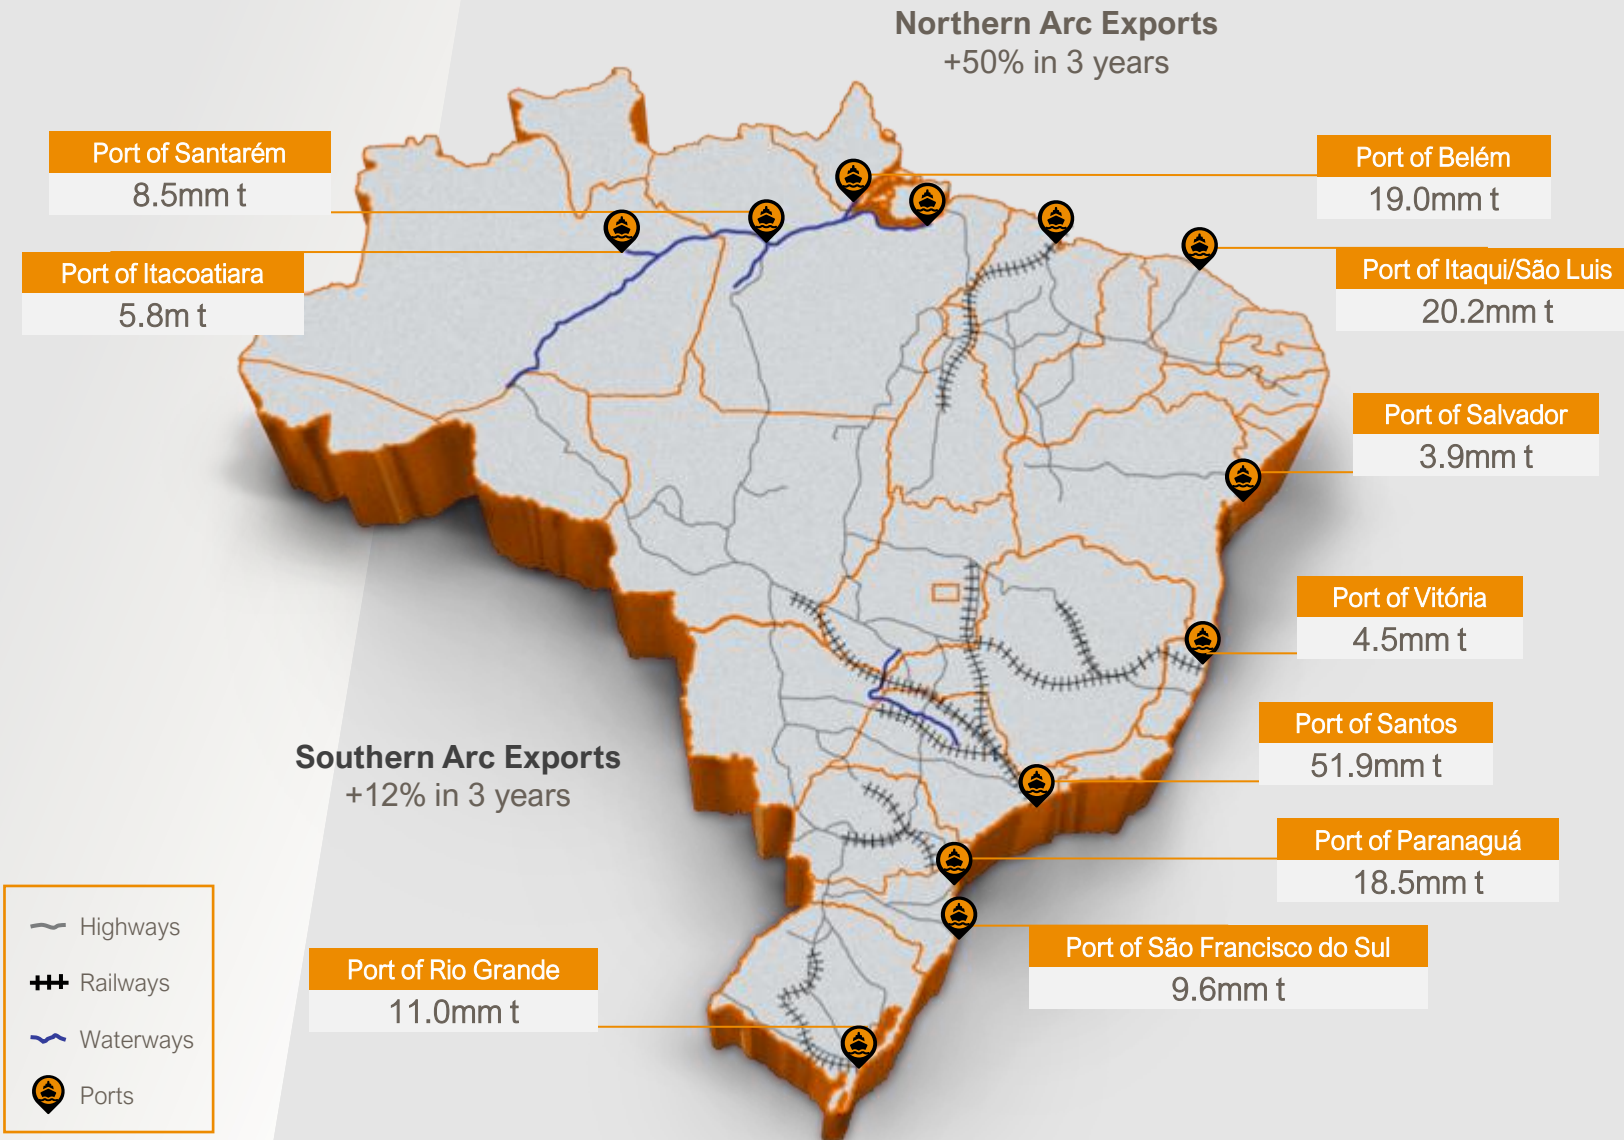 Northern Arc Exports
+50% in 3 years
Port of Santarém
8.5mm t
Port of Belém
19.0mm t
Port of Itacoatiara
5.8m t
Port of Itaqui/São Luis
20.2mm t
Port of Salvador
3.9mm t
Port of Vitória
4.5mm t
Port of Santos
51.9mm t
Southern Arc Exports
+12% in 3 years
Port of Paranaguá
18.5mm t
Port of São Francisco do Sul
9.6mm t
Port of Rio Grande
11.0mm t
Highways
Railways
Waterways
Ports